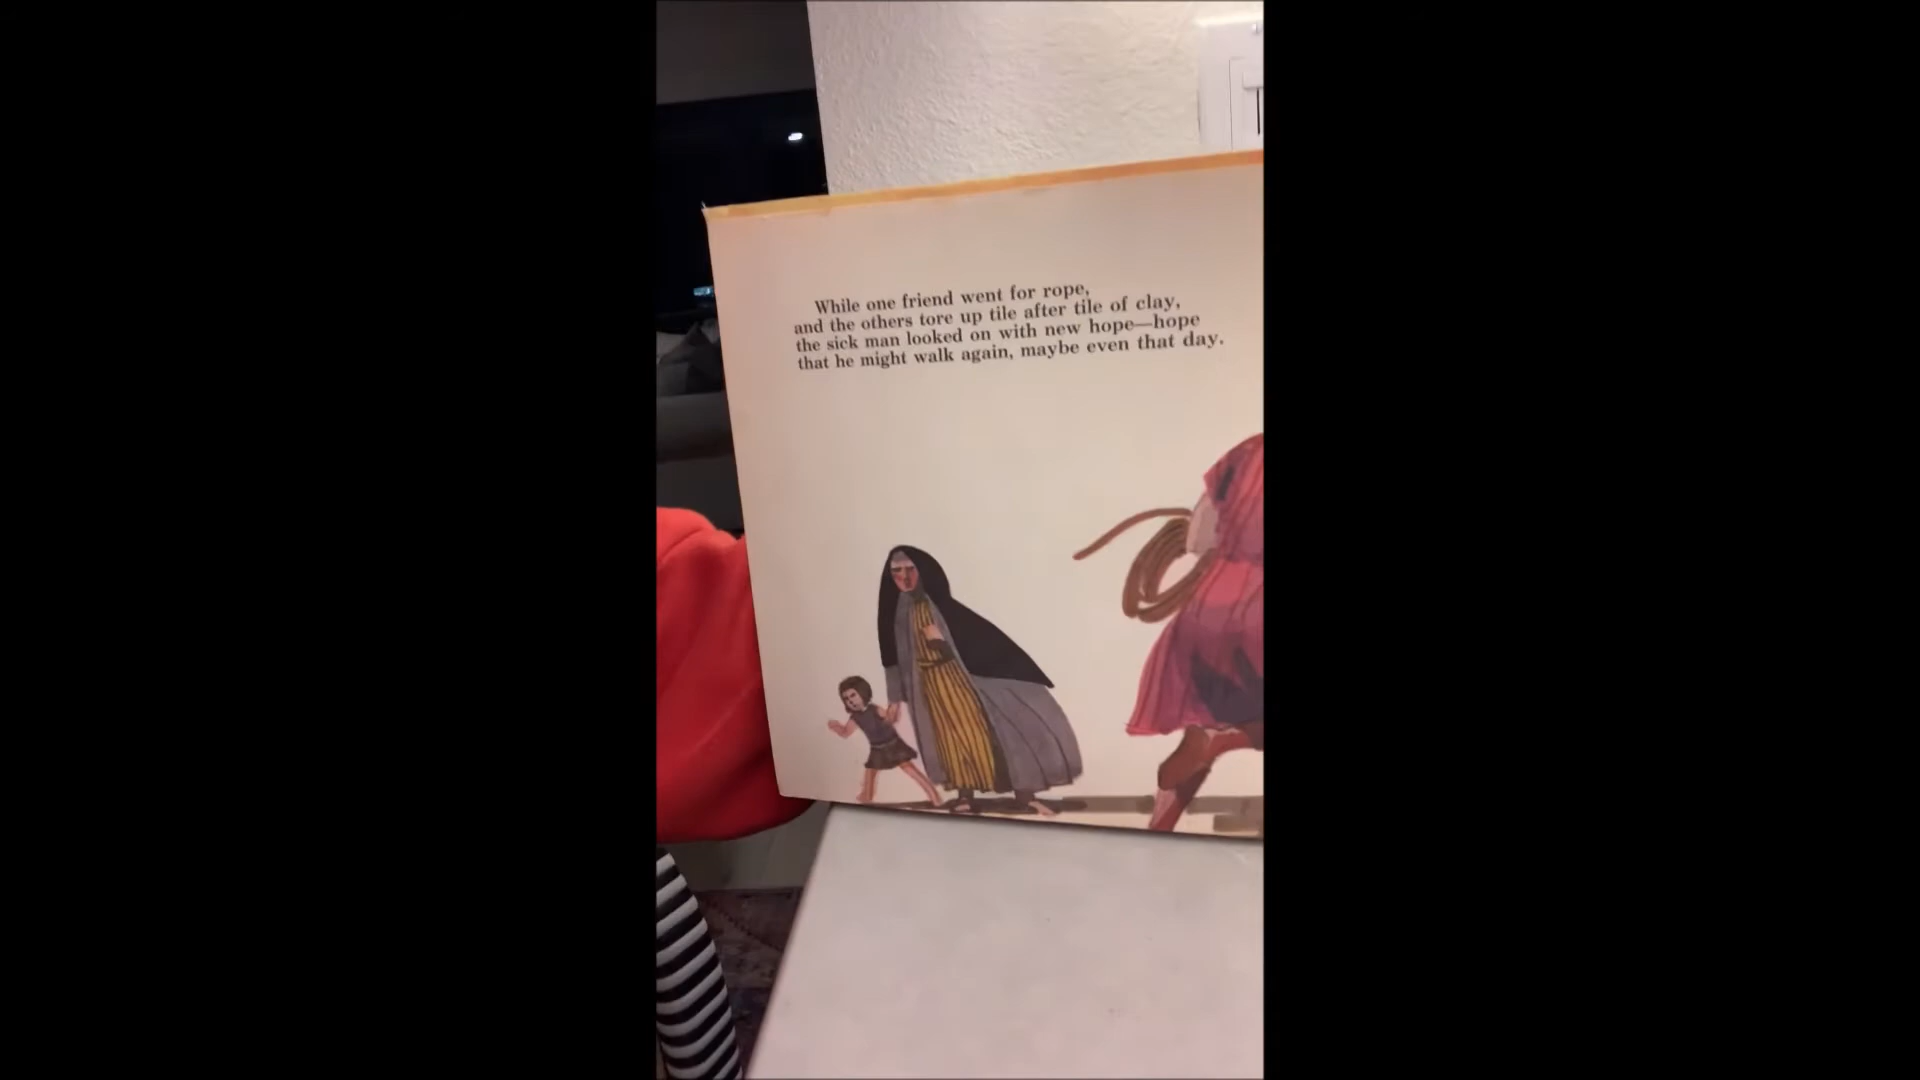 While one friend went for rope,
and the others tore up tile after tile of clay,
the sick man looked on with new hope—hope
that he might walk again, maybe even that day.